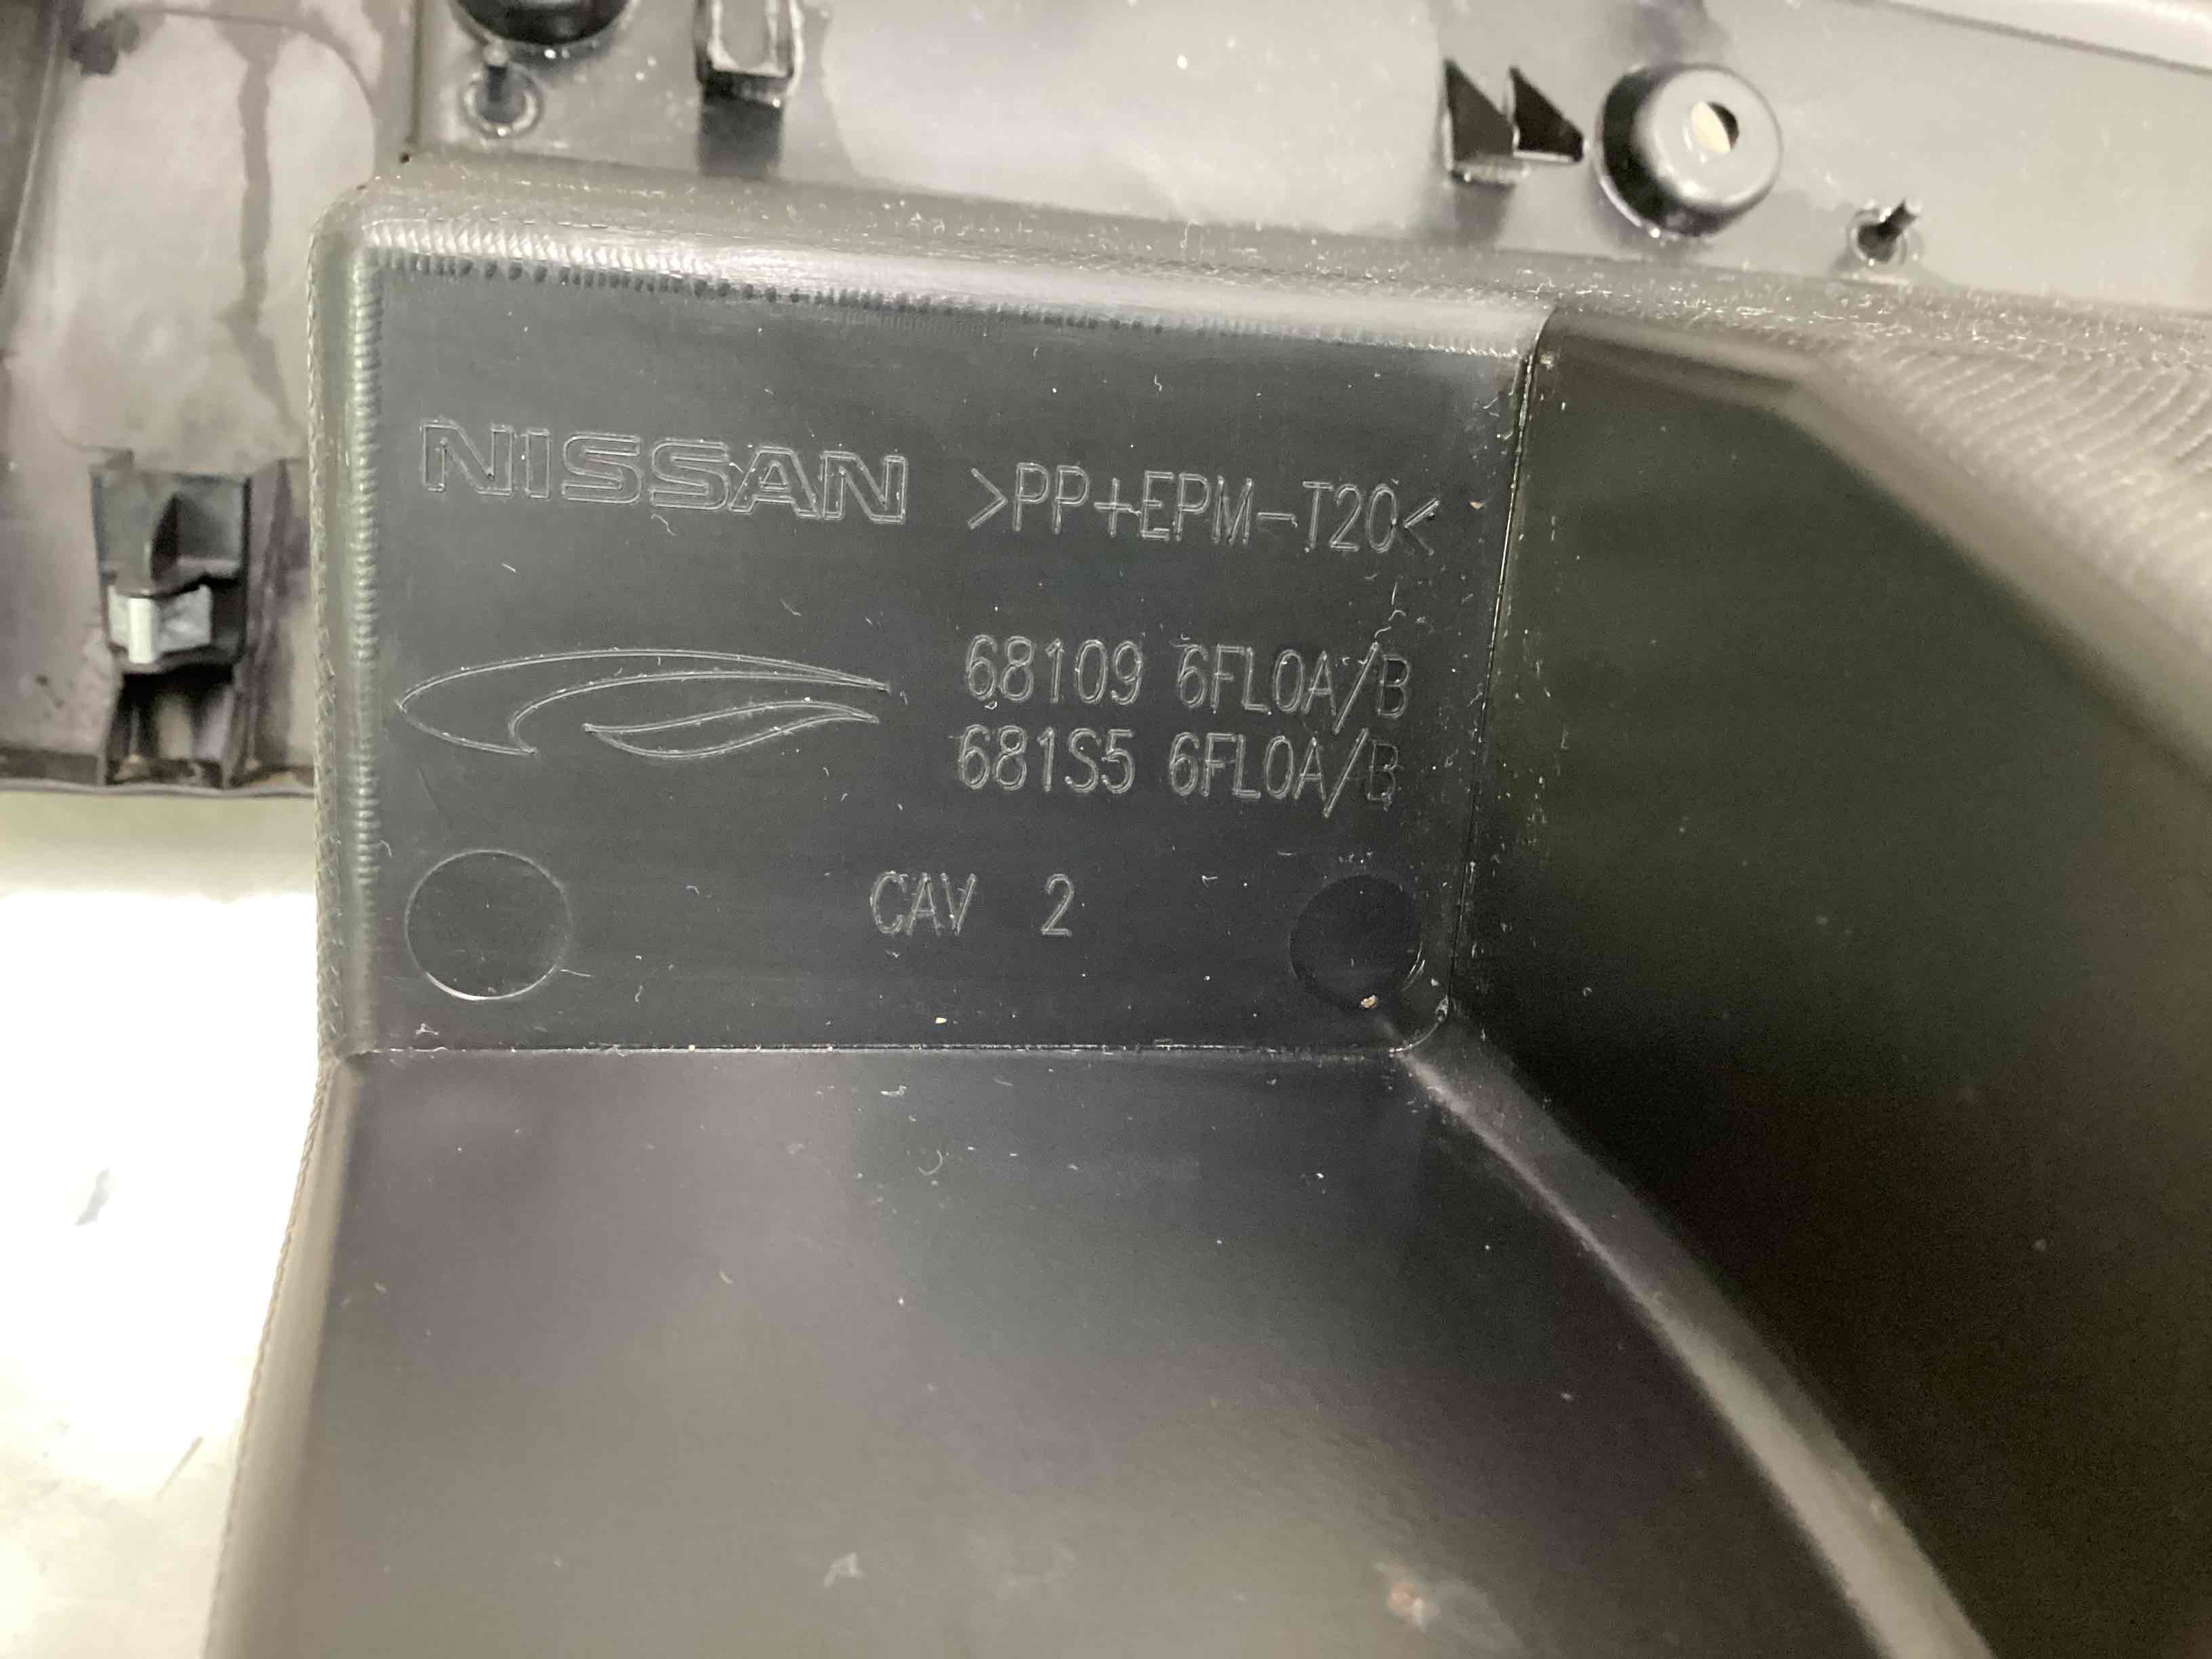 NISSAN >PP+EPM-T20<
68109 6FL0A/B
681S5 6FL0A/B
CAV 2